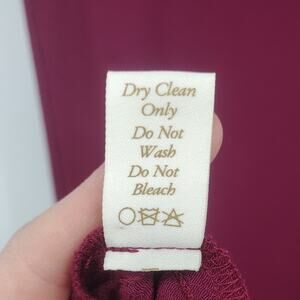 Dry Clean
Only
Do Not
Wash
Do Not
Bleach